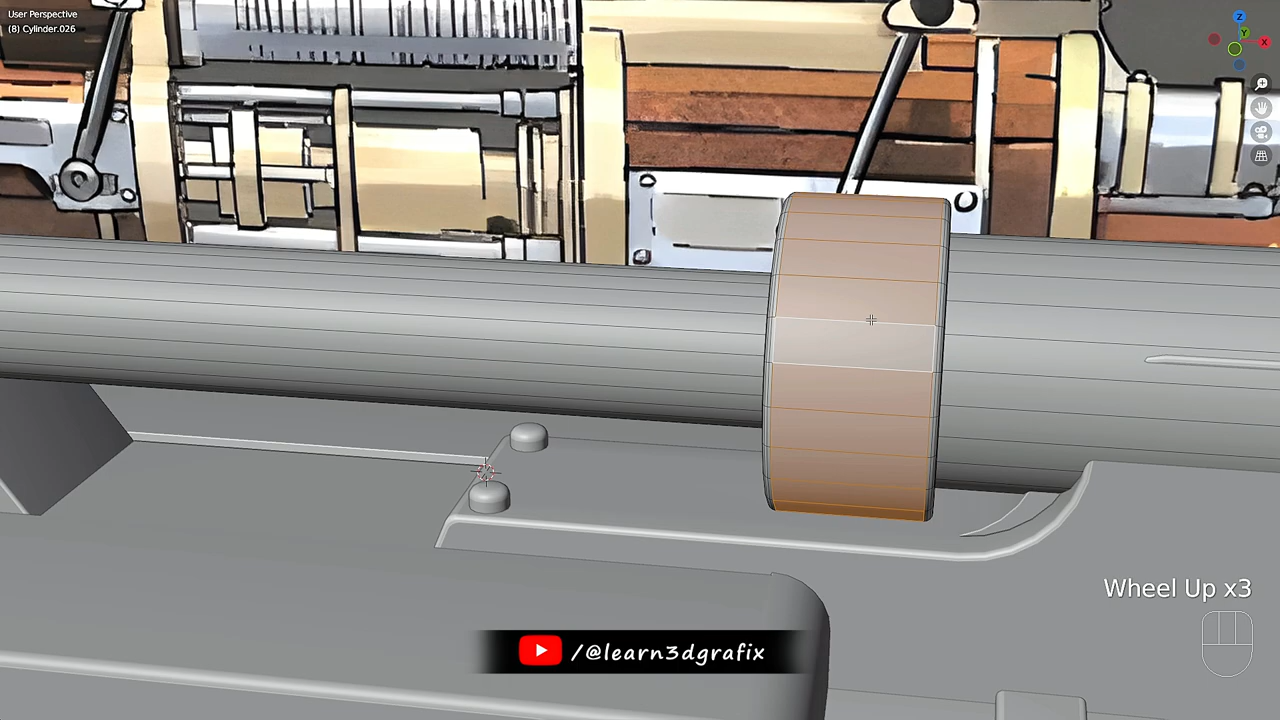 User Perspective
(8) Cylinder.026
Z
Y
X
Wheel Up x3
/@learn3dgrafix